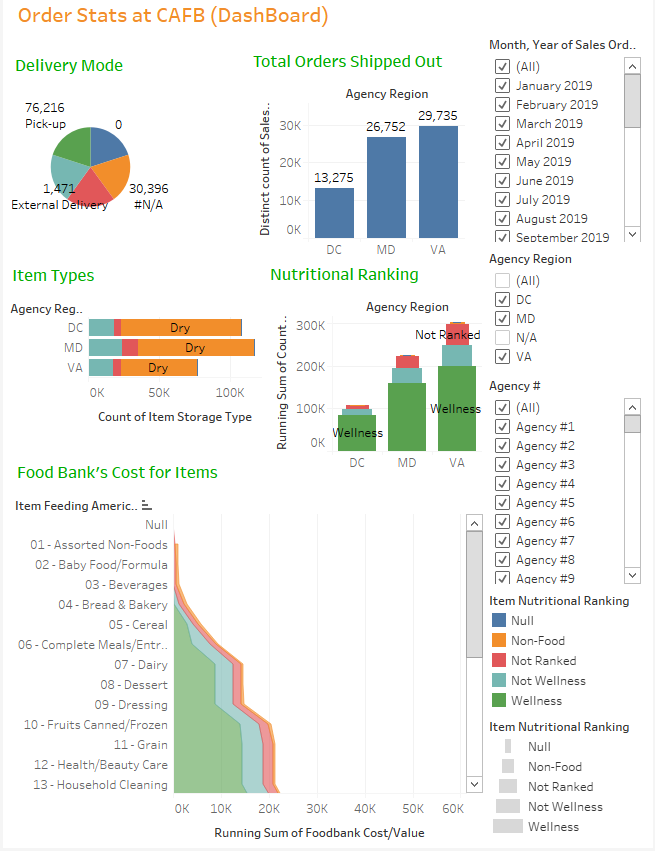 Order Stats at CAFB (DashBoard)
Delivery Mode
76,216
Pick-up
0
1,471
External Delivery
30,396
#N/A
Total Orders Shipped Out
Agency Region
Distinct count of Sales..
30K
20K
10K
0K
13,275
26,752
29,735
DC
MD
VA
Month, Year of Sales Ord..
(All)
January 2019
February 2019
March 2019
April 2019
May 2019
June 2019
July 2019
August 2019
September 2019
Item Types
Agency Reg..
DC
Dry
MD
Dry
VA
Dry
0K
50K
100K
Count of Item Storage Type
Nutritional Ranking
Agency Region
Running Sum of Count ..
300K
200K
100K
0K
Not Ranked
Wellness
Wellness
DC
MD
VA
Agency Region
(All)
DC
MD
N/A
VA
Agency #
(All)
Agency #1
Agency #2
Agency #3
Agency #4
Agency #5
Agency #6
Agency #7
Agency #8
Agency #9
Food Bank's Cost for Items
Item Feeding Americ..
Null
01 - Assorted Non-Foods
02 - Baby Food/Formula
03 - Beverages
04 - Bread & Bakery
05 - Cereal
06 - Complete Meals/Entr..
07 - Dairy
08 - Dessert
09 - Dressing
10 - Fruits Canned/Frozen
11 - Grain
12 - Health/Beauty Care
13 - Household Cleaning
0K
10K
20K
30K
40K
50K
60K
Running Sum of Foodbank Cost/Value
Item Nutritional Ranking
Null
Non-Food
Not Ranked
Not Wellness
Wellness
Item Nutritional Ranking
Null
Non-Food
Not Ranked
Not Wellness
Wellness